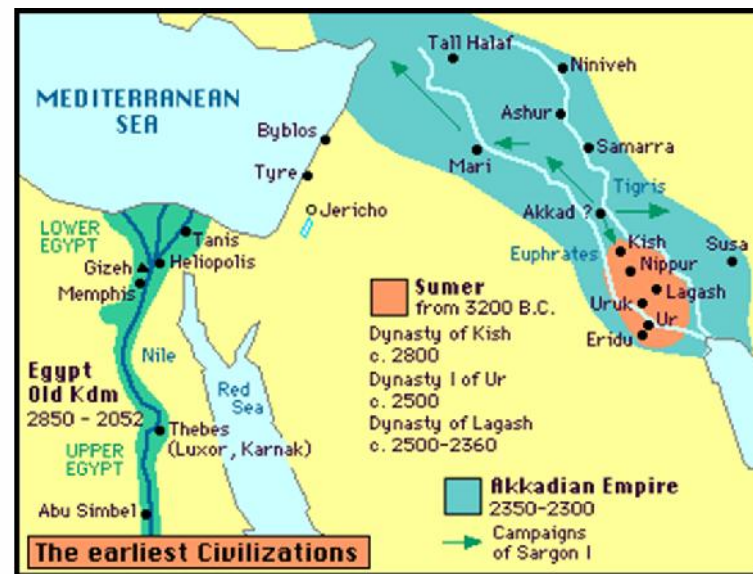 MEDITERRANEAN
SEA
Tall Halaf
Niniveh
Ashur
Samarra
Byblos
Mari
Tyre
Tigris
Jericho
Akkad ?
LOWER
EGYPT
Tanis
Heliopolis
Gizeh
Memphis
Euphrates
Kish
Susa
Nippur
Lagash
Uruk
Ur
Eridu
Sumer
from 3200 B.C.
Dynasty of Kish
c. 2800
Dynasty I of Ur
c. 2500
Dynasty of Lagash
c. 2500-2360
Nile
Egypt
Old Kdm
2850 - 2052
Red
Sea
Thebes
(Luxor, Karnak)
UPPER
EGYPT
Abu Simbel
Akkadian Empire
2350-2300
Campaigns
of Sargon I
The earliest Civilizations